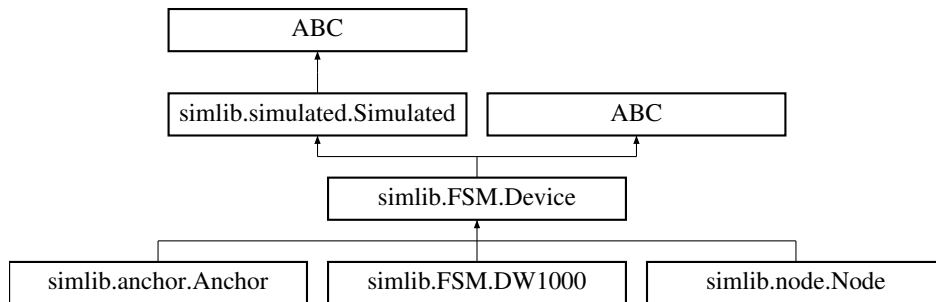 ABC
simlib.simulated.Simulated
ABC
simlib.FSM.Device
simlib.anchor.Anchor
simlib.FSM.DW1000
simlib.node.Node